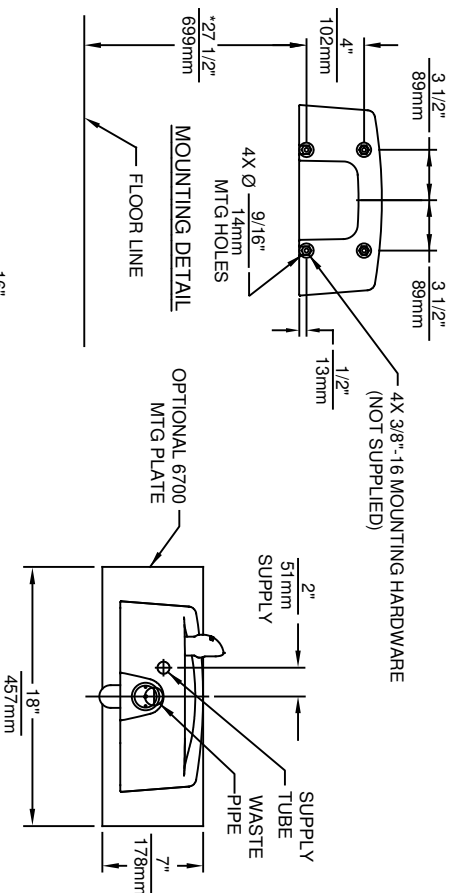 3 1/2"
89mm
3 1/2"
89mm
4"
102mm
*27 1/2"
699mm
4X 3/8"-16 MOUNTING HARDWARE
(NOT SUPPLIED)
1/2"
13mm
4X Ø 9/16"
14mm
MTG HOLES
MOUNTING DETAIL
FLOOR LINE
16"
OPTIONAL 6700
MTG PLATE
2"
51mm
SUPPLY
SUPPLY
TUBE
WASTE
PIPE
7"
178mm
18"
457mm